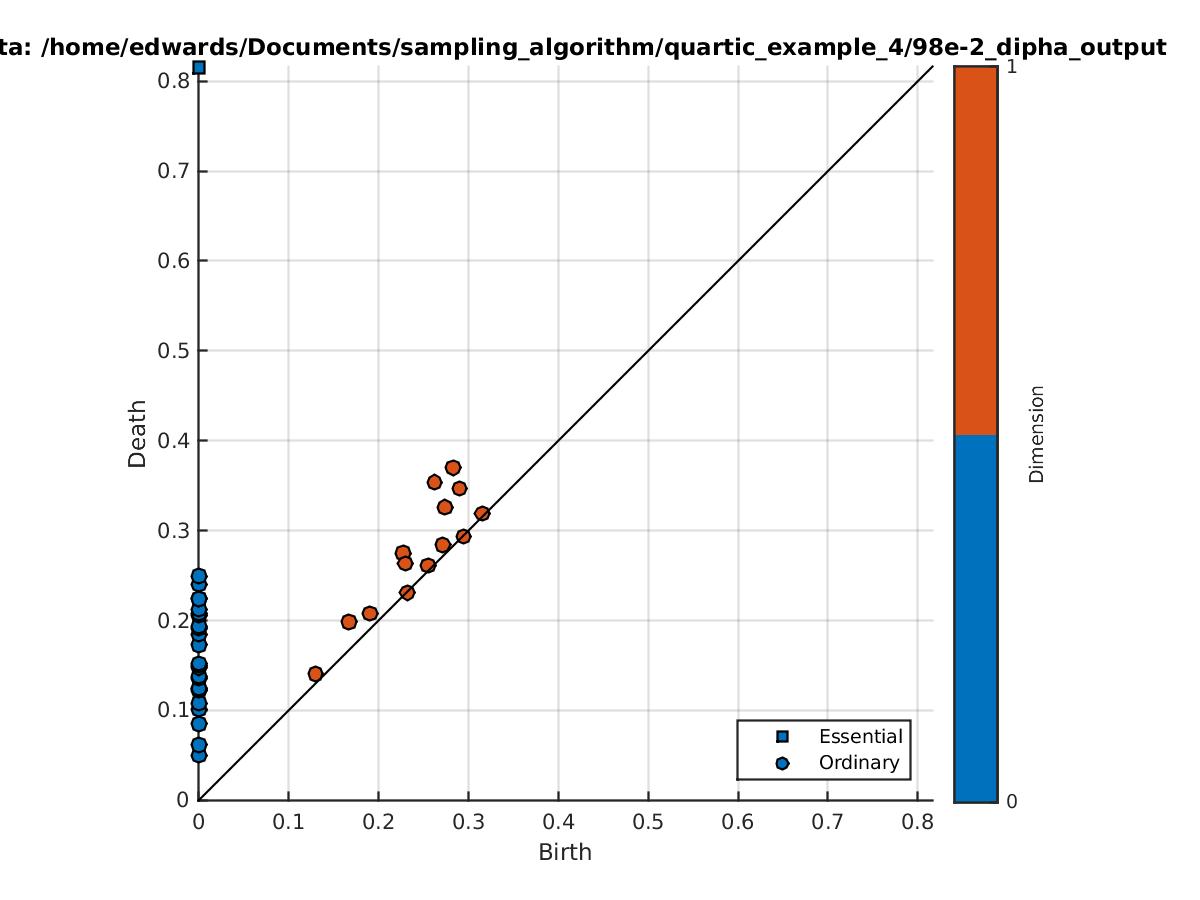 ta: /home/edwards/Documents/sampling_algorithm/quartic_example_4/98e-2_dipha_output
0.8
0.7
0.6
0.5
0.4
0.3
0.2
0.1
0
Death
0 0.1 0.2 0.3 0.4 0.5 0.6 0.7 0.8
Birth
Essential
Ordinary
1
0
Dimension